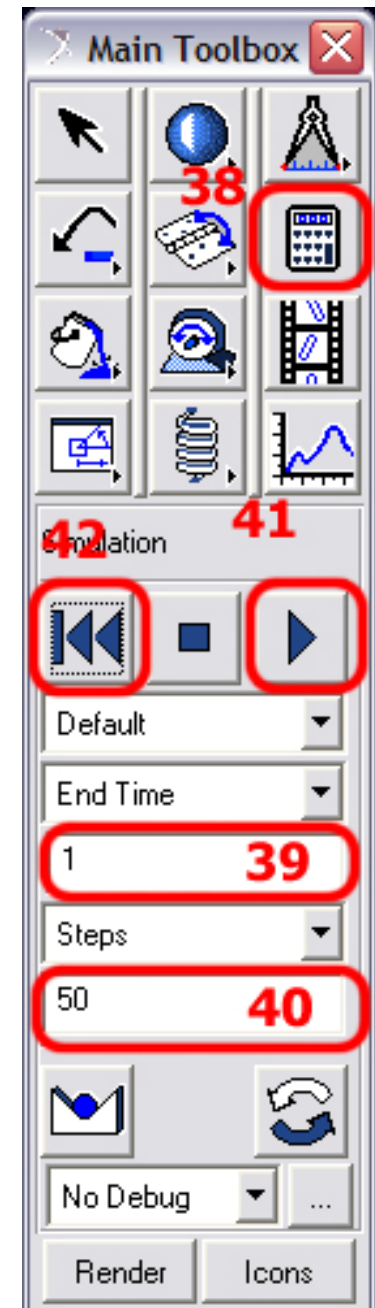 Main Toolbox
38
41
42
Simulation
Default
End Time
1
39
Steps
50
40
No Debug
...
Render
Icons